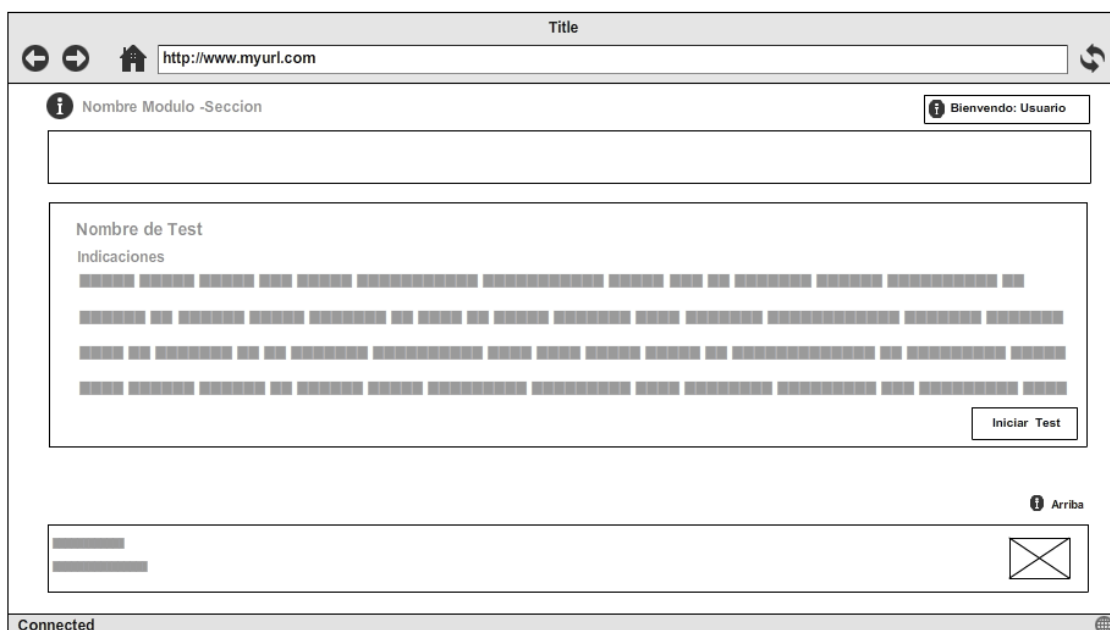 Title
http://www.myurl.com
Nombre Modulo -Seccion
Bienvendo: Usuario
Nombre de Test
Indicaciones
Iniciar Test
Arriba
Connected